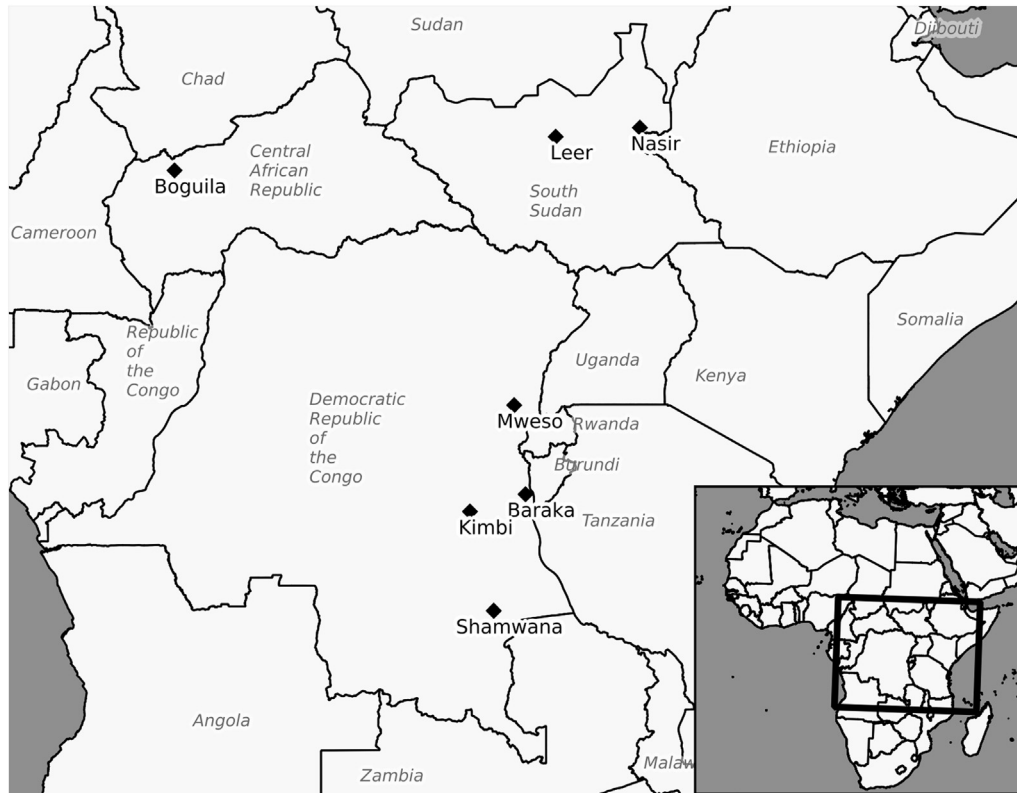 Sudan
Djibouti
Chad
Leer
Nasir
Ethiopia
Central
African
Republic
Boguila
South
Sudan
Cameroon
Republic
of
the
Congo
Somalia
Uganda
Kenya
Gabon
Democratic
Republic
of
the
Congo
Mweso
Rwanda
Burundi
Baraka
Kimbi
Tanzania
Shamwana
Angola
Zambia
Malaw